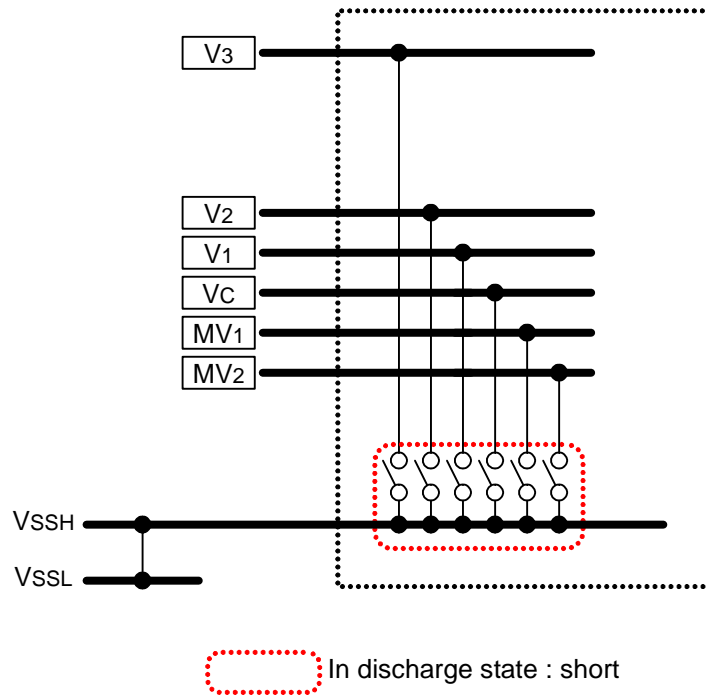 V3
V2
V1
VC
MV1
MV2
VSSH
VSSL
In discharge state : short